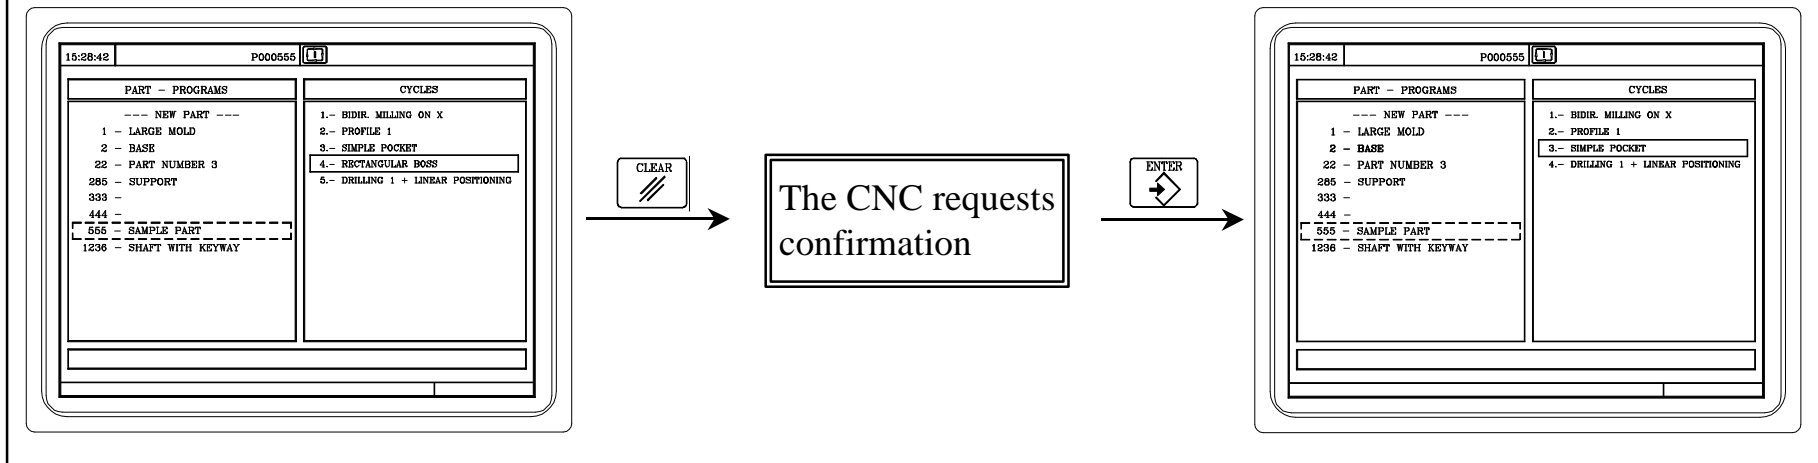 15:28:42 P000555
PART - PROGRAMS
--- NEW PART ---
1 - LARGE MOLD
2 - BASE
22 - PART NUMBER 3
285 - SUPPORT
333 -
444 -
555 - SAMPLE PART
1236 - SHAFT WITH KEYWAY
CYCLES
1.- BIDIR. MILLING ON X
2.- PROFILE 1
3.- SIMPLE POCKET
4.- RECTANGULAR BOSS
5.- DRILLING 1 + LINEAR POSITIONING
CLEAR
The CNC requests
confirmation
ENTER
15:28:42 P000555
PART - PROGRAMS
--- NEW PART ---
1 - LARGE MOLD
2 - BASE
22 - PART NUMBER 3
285 - SUPPORT
333 -
444 -
555 - SAMPLE PART
1236 - SHAFT WITH KEYWAY
CYCLES
1.- BIDIR. MILLING ON X
2.- PROFILE 1
3.- SIMPLE POCKET
4.- DRILLING 1 + LINEAR POSITIONING